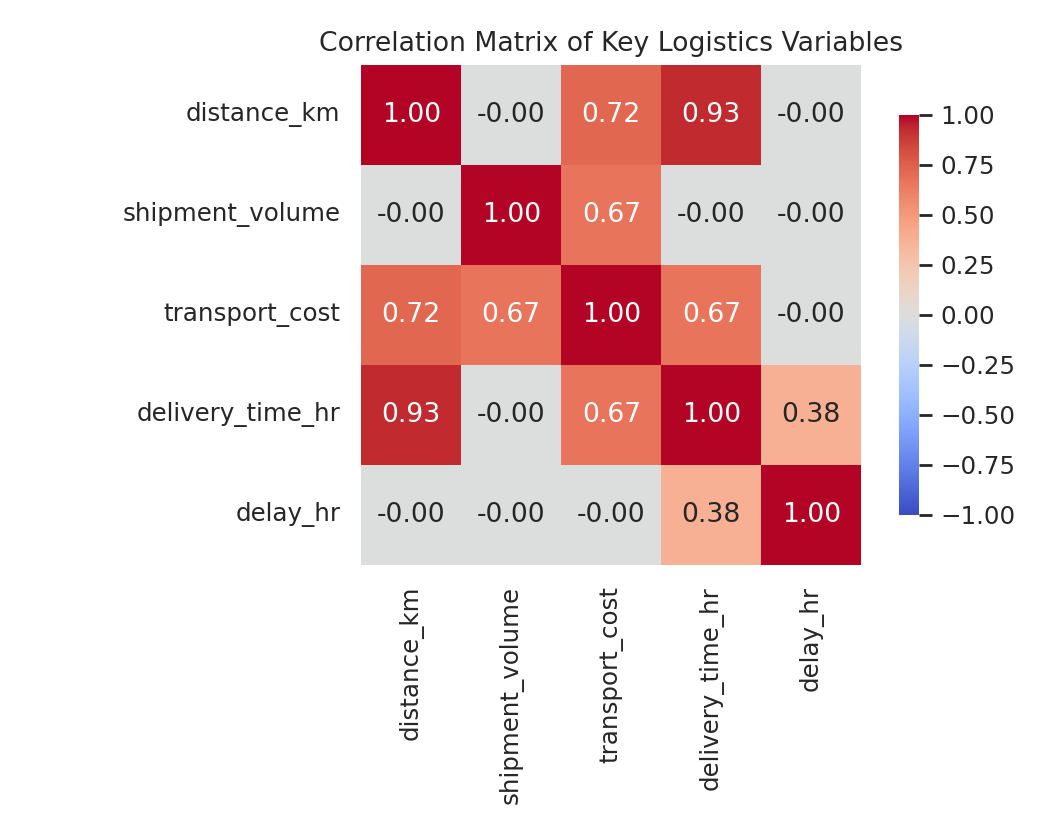 Correlation Matrix of Key Logistics Variables
distance_km 1.00 -0.00 0.72 0.93 -0.00
shipment_volume -0.00 1.00 0.67 -0.00 -0.00
transport_cost 0.72 0.67 1.00 0.67 -0.00
delivery_time_hr 0.93 -0.00 0.67 1.00 0.38
delay_hr -0.00 -0.00 -0.00 0.38 1.00
distance_km
shipment_volume
transport_cost
delivery_time_hr
delay_hr
1.00
0.75
0.50
0.25
0.00
−0.25
−0.50
−0.75
−1.00